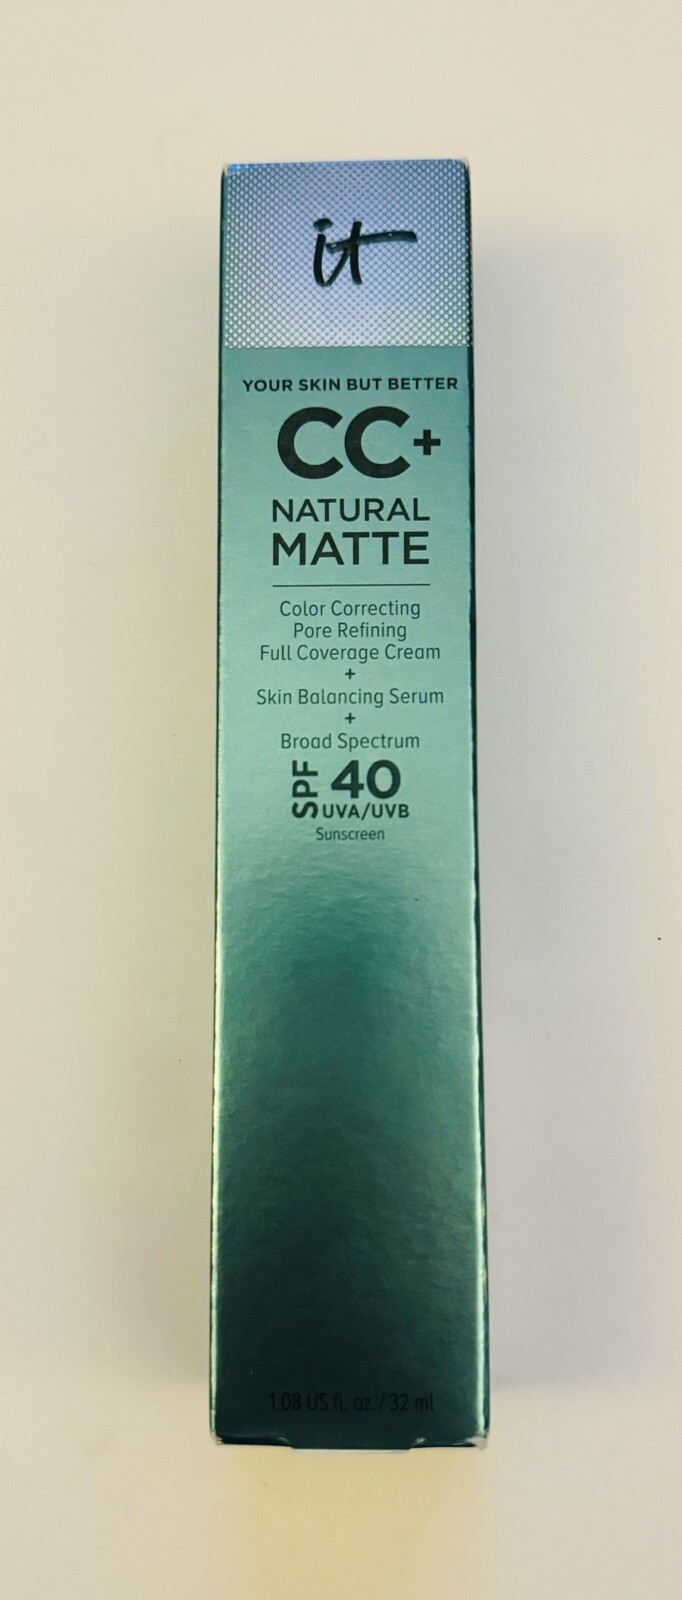 it
YOUR SKIN BUT BETTER
CC+
NATURAL
MATTE
Color Correcting
Pore Refining
Full Coverage Cream
+
Skin Balancing Serum
+
Broad Spectrum
SPF 40
UVA/UVB
Sunscreen
1.08 US fl. oz./32 ml